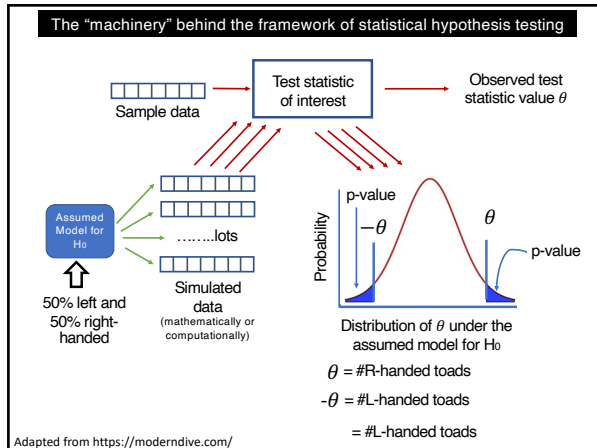 The “machinery” behind the framework of statistical hypothesis testing
Sample data
Test statistic
of interest
Observed test
statistic value θ
Assumed
Model for
H₀
……..lots
Simulated
data
(mathematically or
computationally)
50% left and
50% right-
handed
Probability
p-value
−θ
θ
p-value
Distribution of θ under the
assumed model for H₀
θ = #R-handed toads
-θ = #L-handed toads
= #L-handed toads
Adapted from https://moderndive.com/